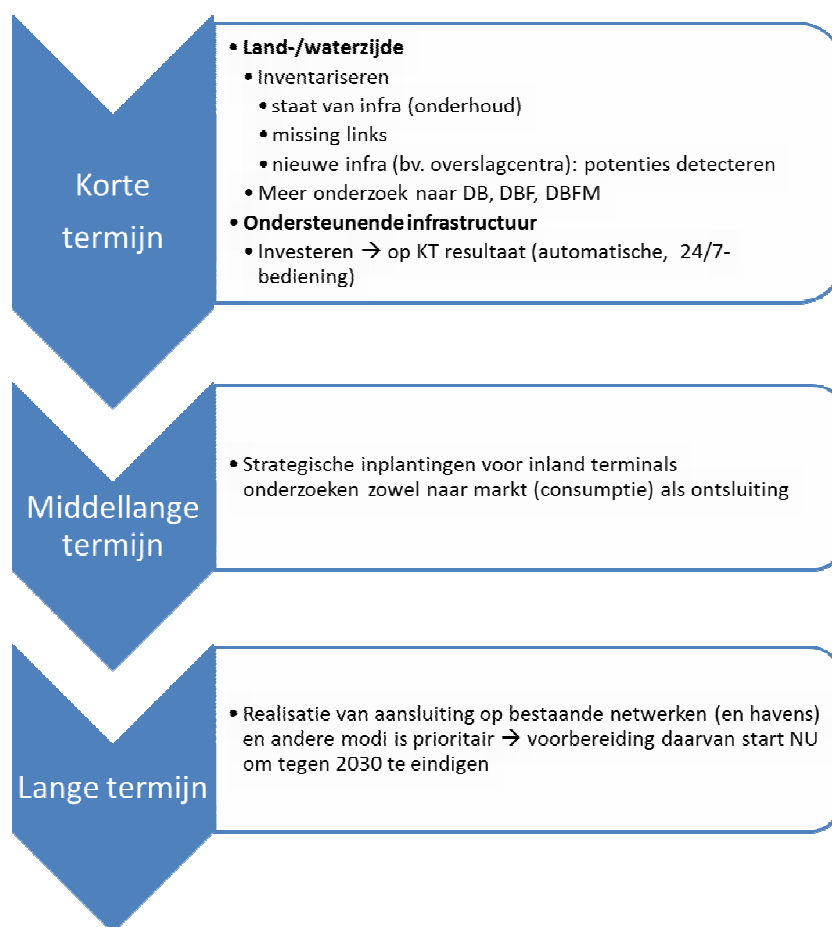 Korte
termijn
• Land-/waterzijde
• Inventariseren
• staat van infra (onderhoud)
• missing links
• nieuwe infra (bv. overslagcentra): potenties detecteren
• Meer onderzoek naar DB, DBF, DBFM
• Ondersteunende infrastructuur
• Investeren → op KT resultaat (automatische, 24/7-
bediening)
Middellange
termijn
• Strategische inplantingen voor inland terminals
onderzoeken zowel naar markt (consumptie) als ontsluiting
Lange termijn
• Realisatie van aansluiting op bestaande netwerken (en havens)
en andere modi is prioritair → voorbereiding daarvan start NU
om tegen 2030 te eindigen